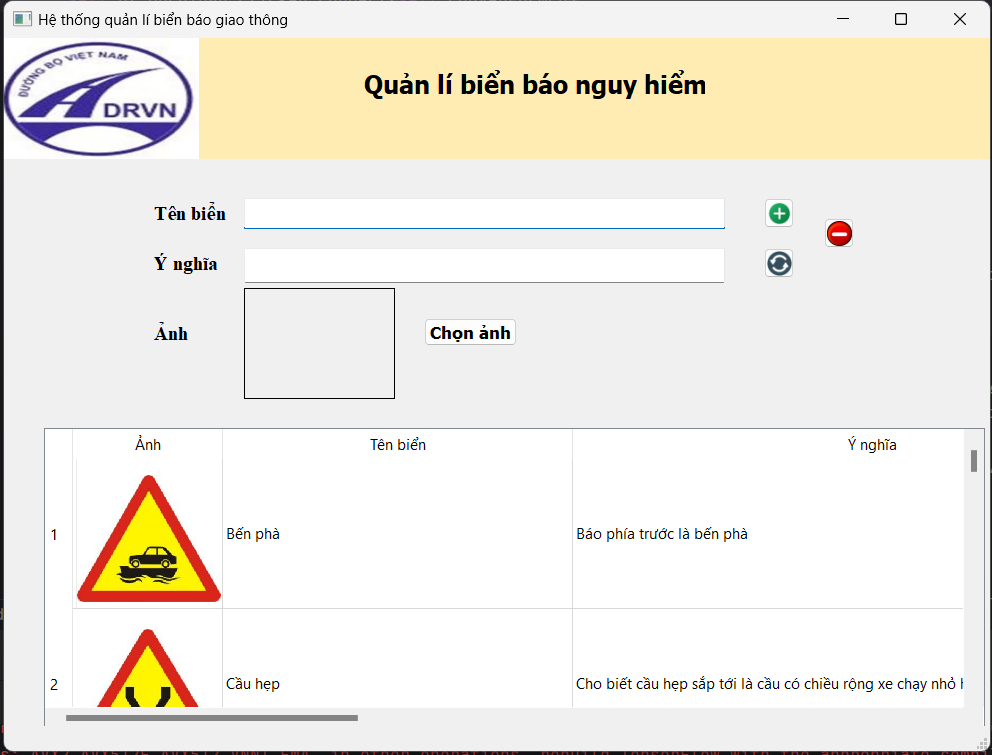 Hệ thống quản lí biển báo giao thông
ĐƯỜNG BỘ VIỆT NAM
DRVN
Quản lí biển báo nguy hiểm
Tên biển
Ý nghĩa
Ảnh
Chọn ảnh
Ảnh Tên biển Ý nghĩa
1 Bến phà Báo phía trước là bến phà
2 Cầu hẹp Cho biết cầu hẹp sắp tới là cầu có chiều rộng xe chạy nhỏ